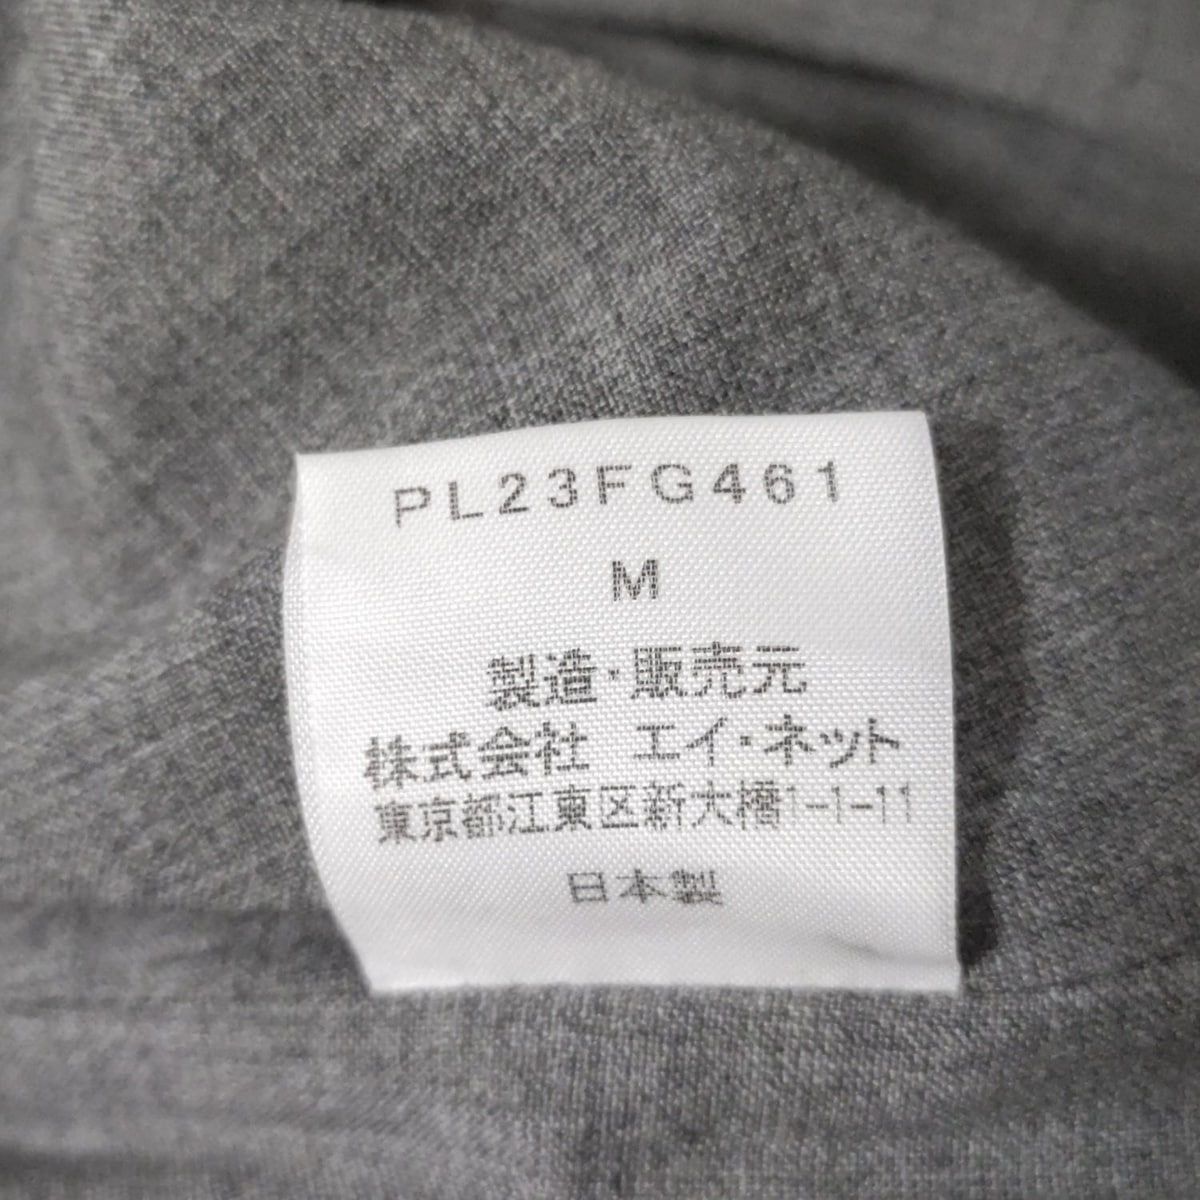 PL23FG461
M
製造・販売元
株式会社 エイ・ネット
東京都江東区新大橋1-1-11
日本製